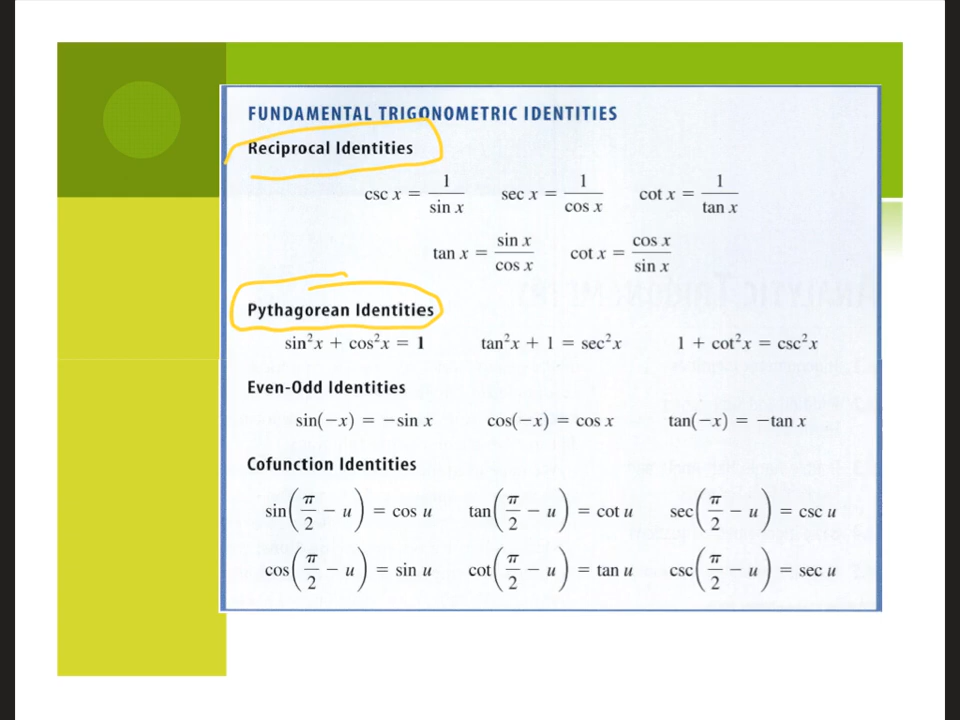 FUNDAMENTAL TRIGONOMETRIC IDENTITIES
Reciprocal Identities
csc x = 1/sin x    sec x = 1/cos x    cot x = 1/tan x
tan x = sin x/cos x    cot x = cos x/sin x
Pythagorean Identities
sin²x + cos²x = 1    tan²x + 1 = sec²x    1 + cot²x = csc²x
Even-Odd Identities
sin(−x) = −sin x    cos(−x) = cos x    tan(−x) = −tan x
Cofunction Identities
sin(π/2 − u) = cos u    tan(π/2 − u) = cot u    sec(π/2 − u) = csc u
cos(π/2 − u) = sin u    cot(π/2 − u) = tan u    csc(π/2 − u) = sec u